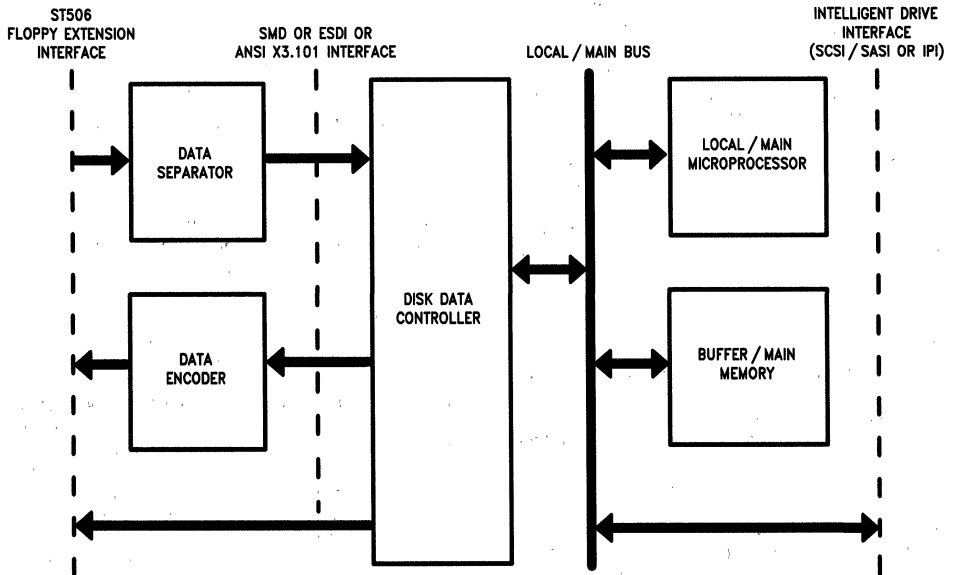 ST506
FLOPPY EXTENSION
INTERFACE
SMD OR ESDI OR
ANSI X3.101 INTERFACE
LOCAL / MAIN BUS
INTELLIGENT DRIVE
INTERFACE
(SCSI / SASI OR IPI)
DATA
SEPARATOR
LOCAL / MAIN
MICROPROCESSOR
DISK DATA
CONTROLLER
DATA
ENCODER
BUFFER / MAIN
MEMORY